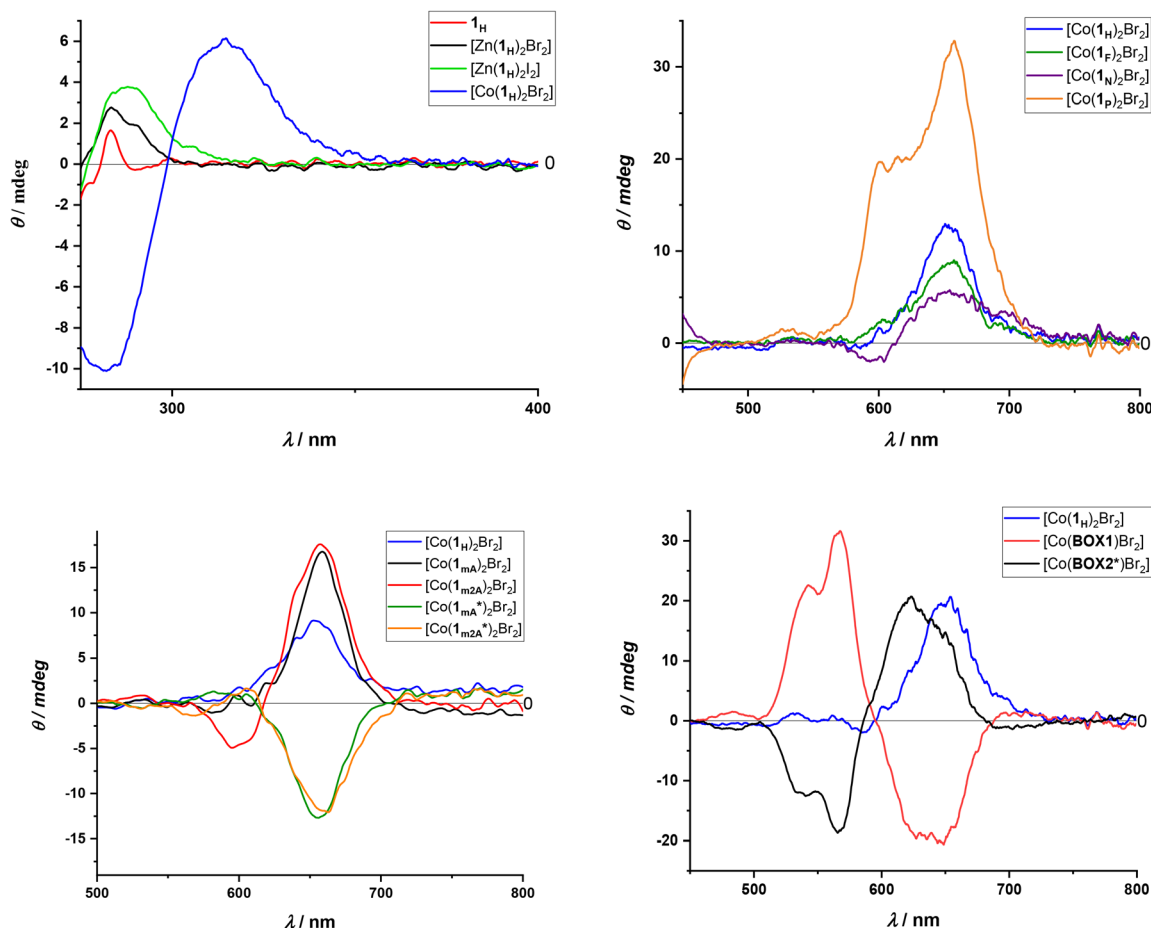 1H
[Zn(1H)2Br2]
[Zn(1H)2I2]
[Co(1H)2Br2]
6
4
2
0
-2
-4
-6
-8
-10
0
θ / mdeg
300
400
λ / nm
[Co(1H)2Br2]
[Co(1F)2Br2]
[Co(1N)2Br2]
[Co(1P)2Br2]
30
20
10
0
0
θ / mdeg
500
600
700
800
λ / nm
[Co(1H)2Br2]
[Co(1mA)2Br2]
[Co(1m2A)2Br2]
[Co(1mA*)2Br2]
[Co(1m2A*)2Br2]
15
10
5
0
-5
-10
-15
0
θ / mdeg
500
600
700
800
λ / nm
[Co(1H)2Br2]
[Co(BOX1)Br2]
[Co(BOX2*)Br2]
30
20
10
0
-10
-20
0
θ / mdeg
500
600
700
800
λ / nm